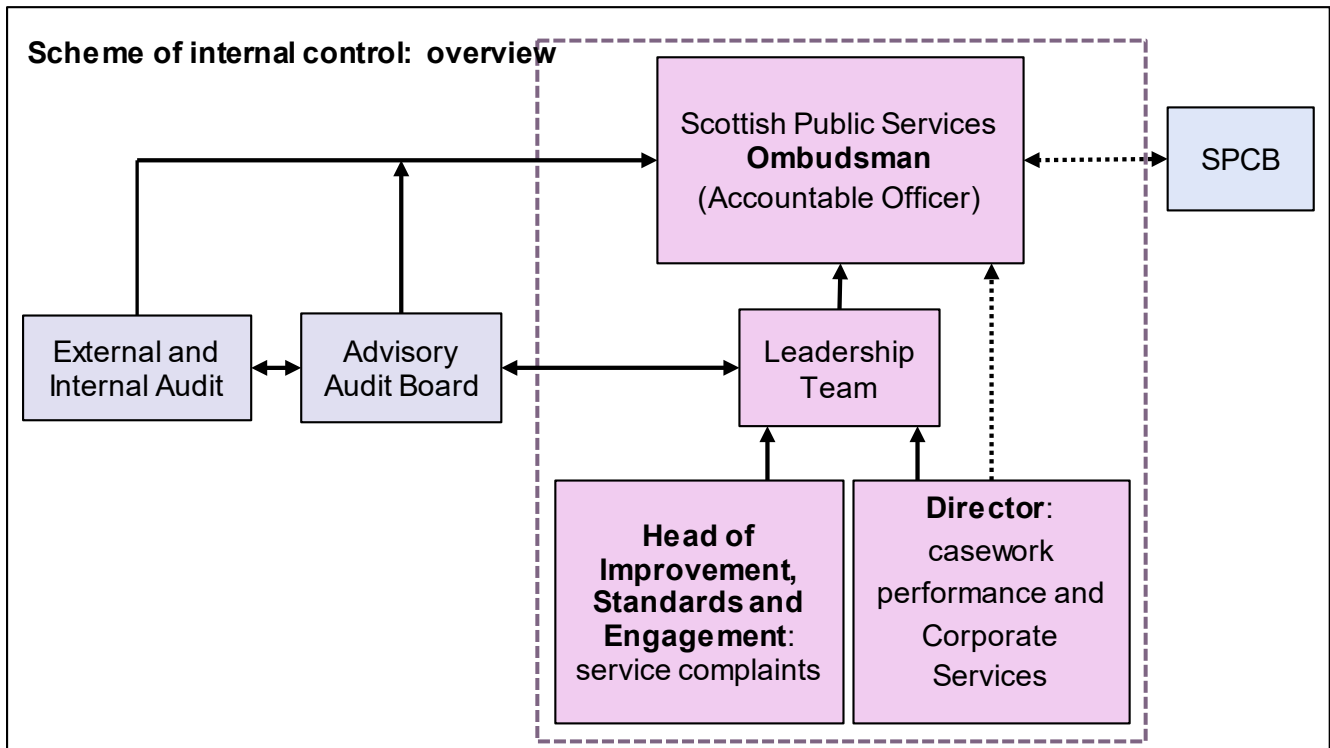 Scheme of internal control: overview
Scottish Public Services
Ombudsman
(Accountable Officer)
SPCB
External and
Internal Audit
Advisory
Audit Board
Leadership
Team
Head of
Improvement,
Standards and
Engagement:
service complaints
Director:
casework
performance and
Corporate
Services